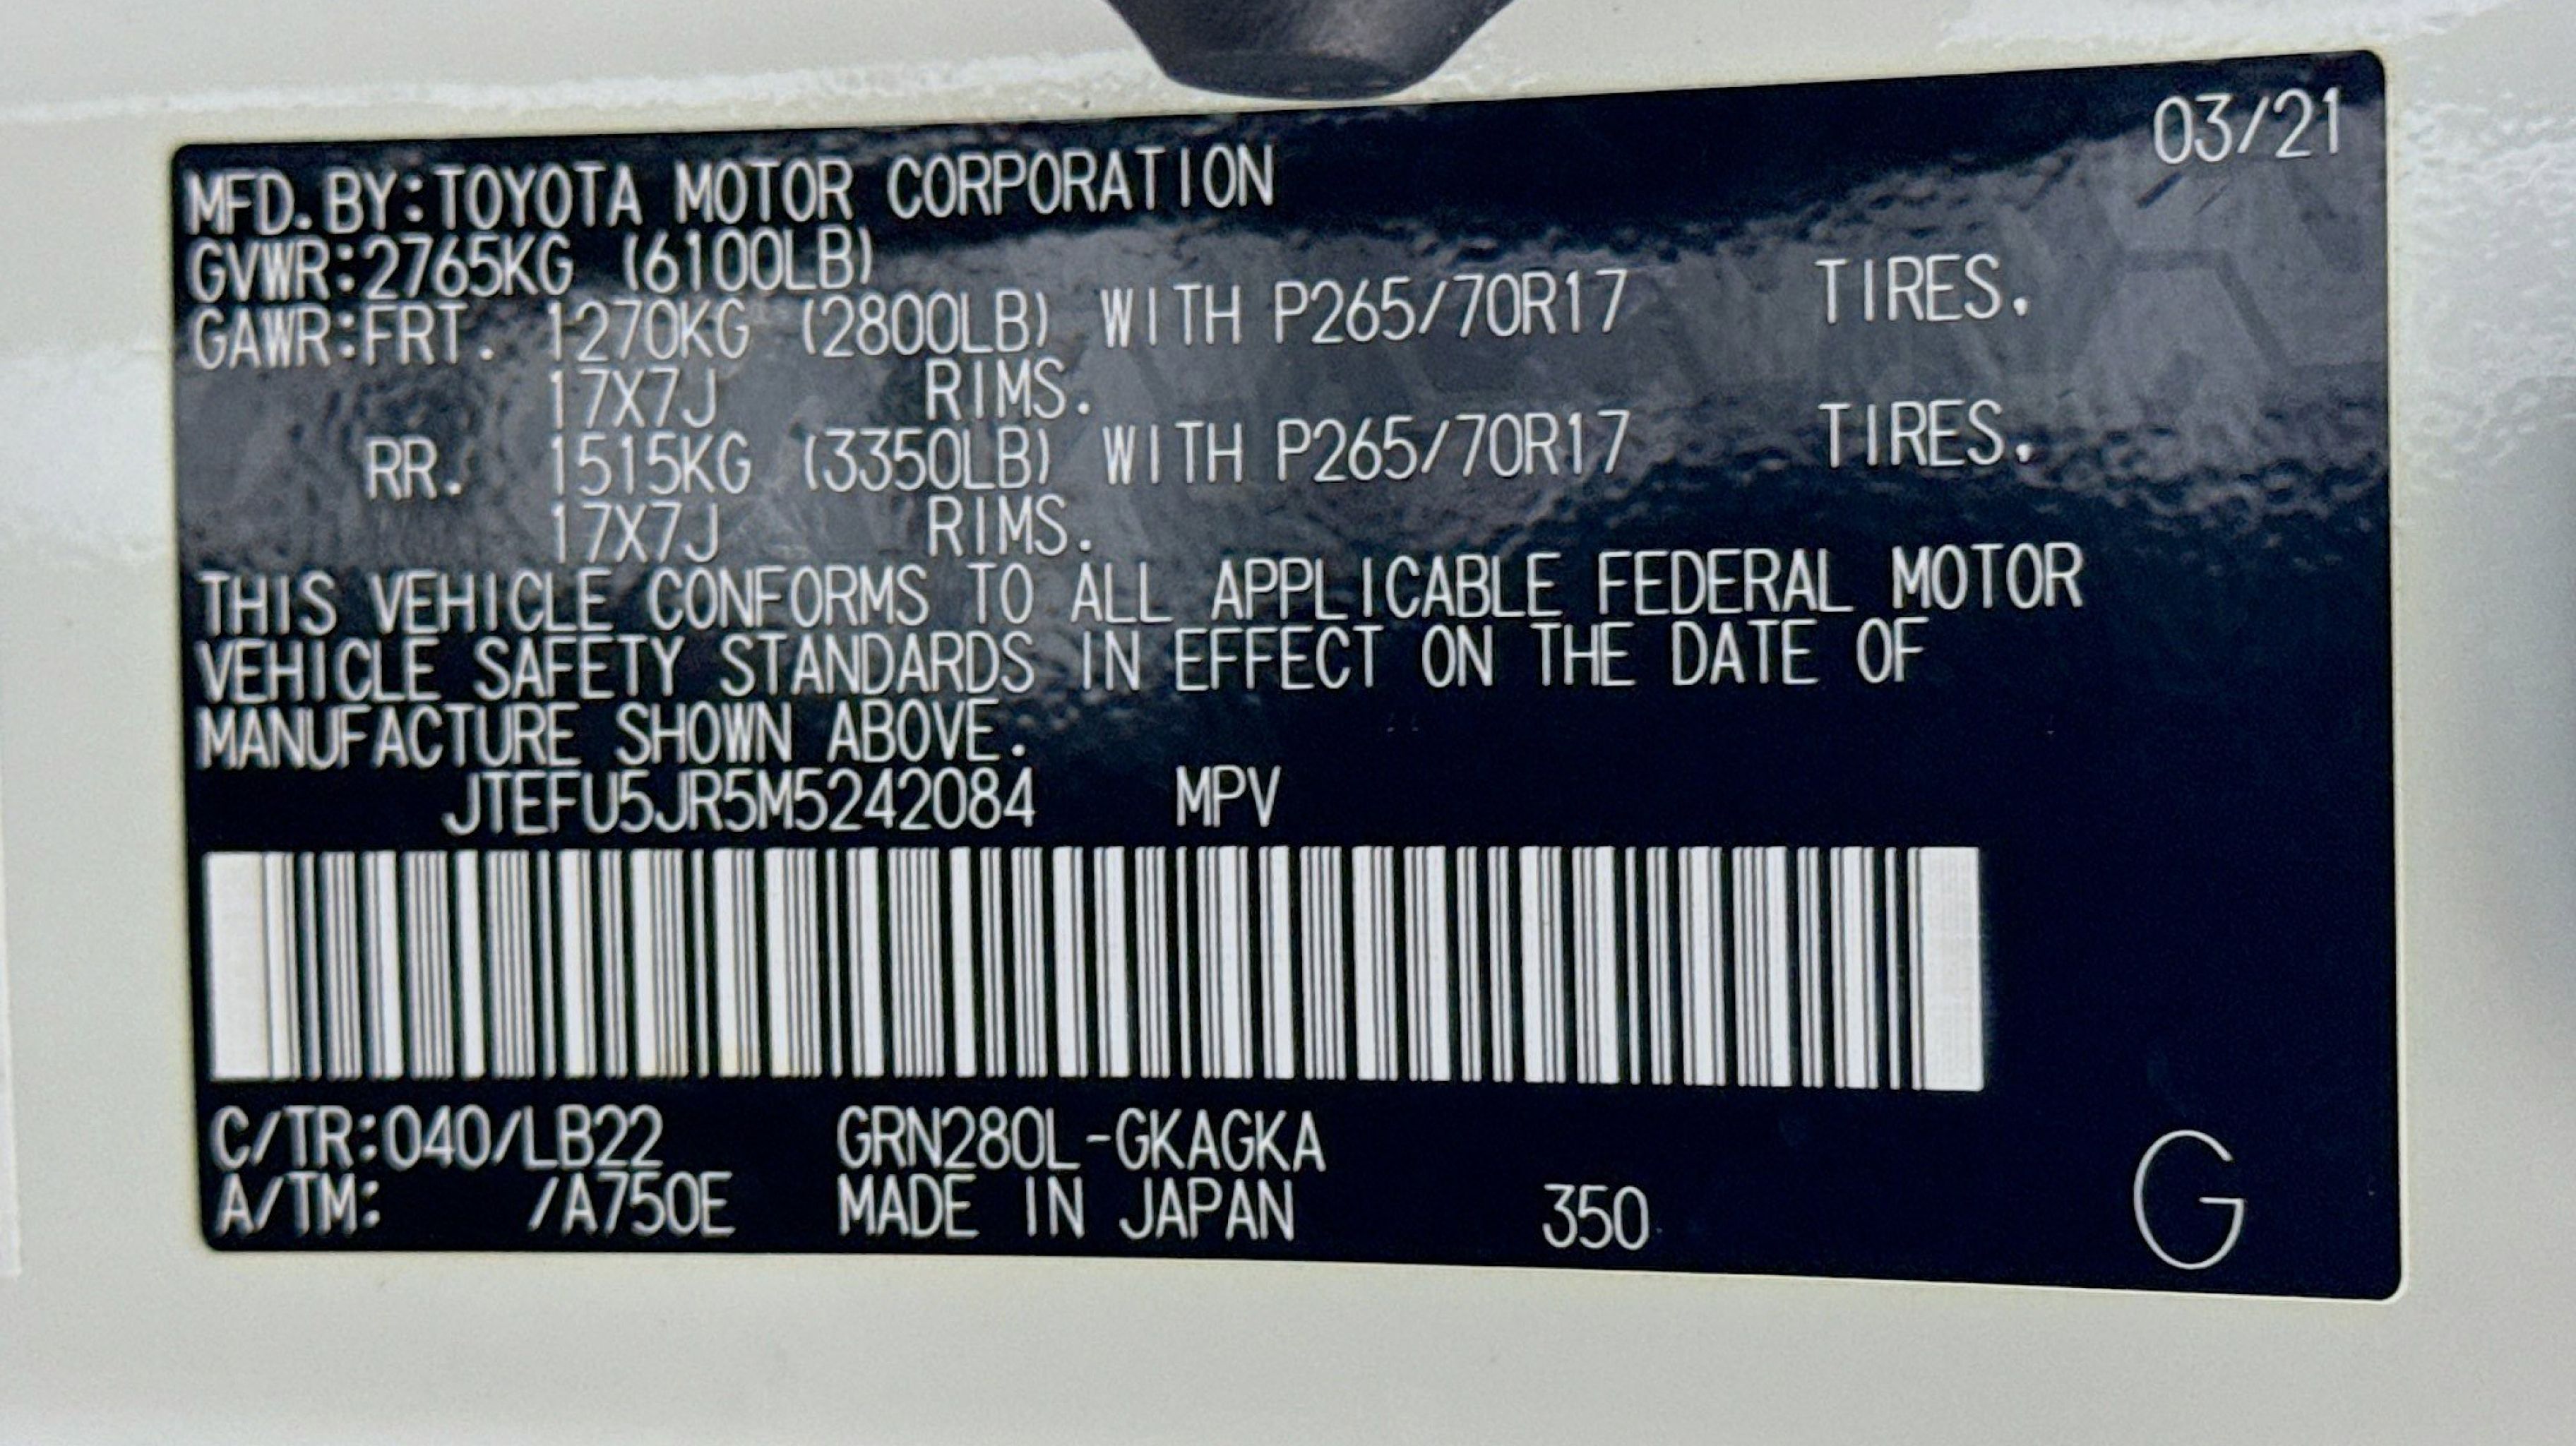 03/21
MFD.BY:TOYOTA MOTOR CORPORATION
GVWR:2765KG (6100LB)
GAWR:FRT. 1270KG (2800LB) WITH P265/70R17 TIRES.
17X7J RIMS.
RR. 1515KG (3350LB) WITH P265/70R17 TIRES.
17X7J RIMS.
THIS VEHICLE CONFORMS TO ALL APPLICABLE FEDERAL MOTOR
VEHICLE SAFETY STANDARDS IN EFFECT ON THE DATE OF
MANUFACTURE SHOWN ABOVE.
JTEFU5JR5M5242084 MPV
C/TR:040/LB22 GRN280L-GKAGKA
A/TM: /A750E MADE IN JAPAN 350 G